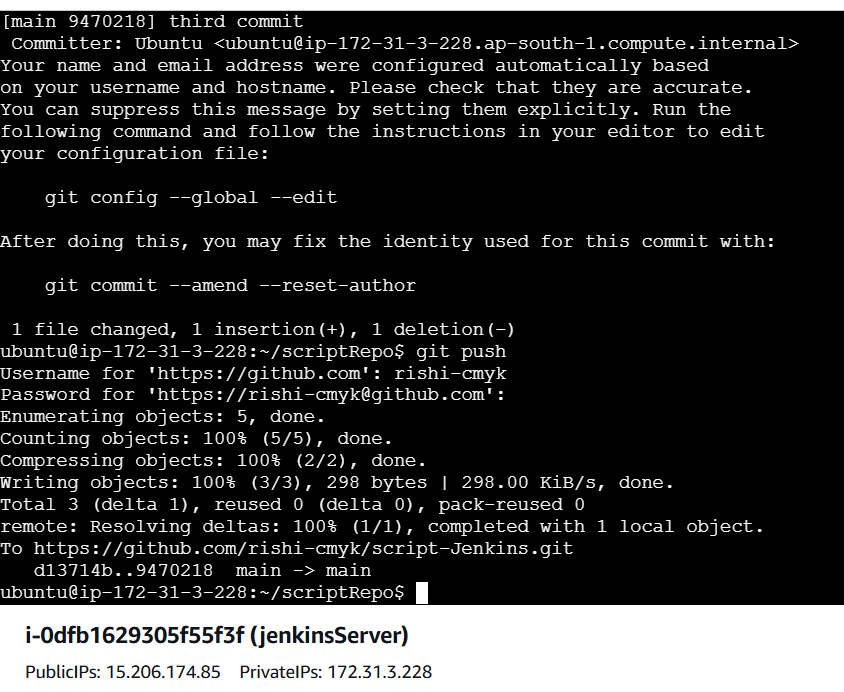 [main 9470218] third commit
Committer: Ubuntu <ubuntu@ip-172-31-3-228.ap-south-1.compute.internal>
Your name and email address were configured automatically based
on your username and hostname. Please check that they are accurate.
You can suppress this message by setting them explicitly. Run the
following command and follow the instructions in your editor to edit
your configuration file:
git config --global --edit
After doing this, you may fix the identity used for this commit with:
git commit --amend --reset-author
1 file changed, 1 insertion(+), 1 deletion(-)
ubuntu@ip-172-31-3-228:~/scriptRepo$ git push
Username for 'https://github.com': rishi-cmyk
Password for 'https://rishi-cmyk@github.com':
Enumerating objects: 5, done.
Counting objects: 100% (5/5), done.
Compressing objects: 100% (2/2), done.
Writing objects: 100% (3/3), 298 bytes | 298.00 KiB/s, done.
Total 3 (delta 1), reused 0 (delta 0), pack-reused 0
remote: Resolving deltas: 100% (1/1), completed with 1 local object.
To https://github.com/rishi-cmyk/script-Jenkins.git
d13714b..9470218 main -> main
ubuntu@ip-172-31-3-228:~/scriptRepo$
i-0dfb1629305f55f3f (jenkinsServer)
PublicIPs: 15.206.174.85 PrivateIPs: 172.31.3.228